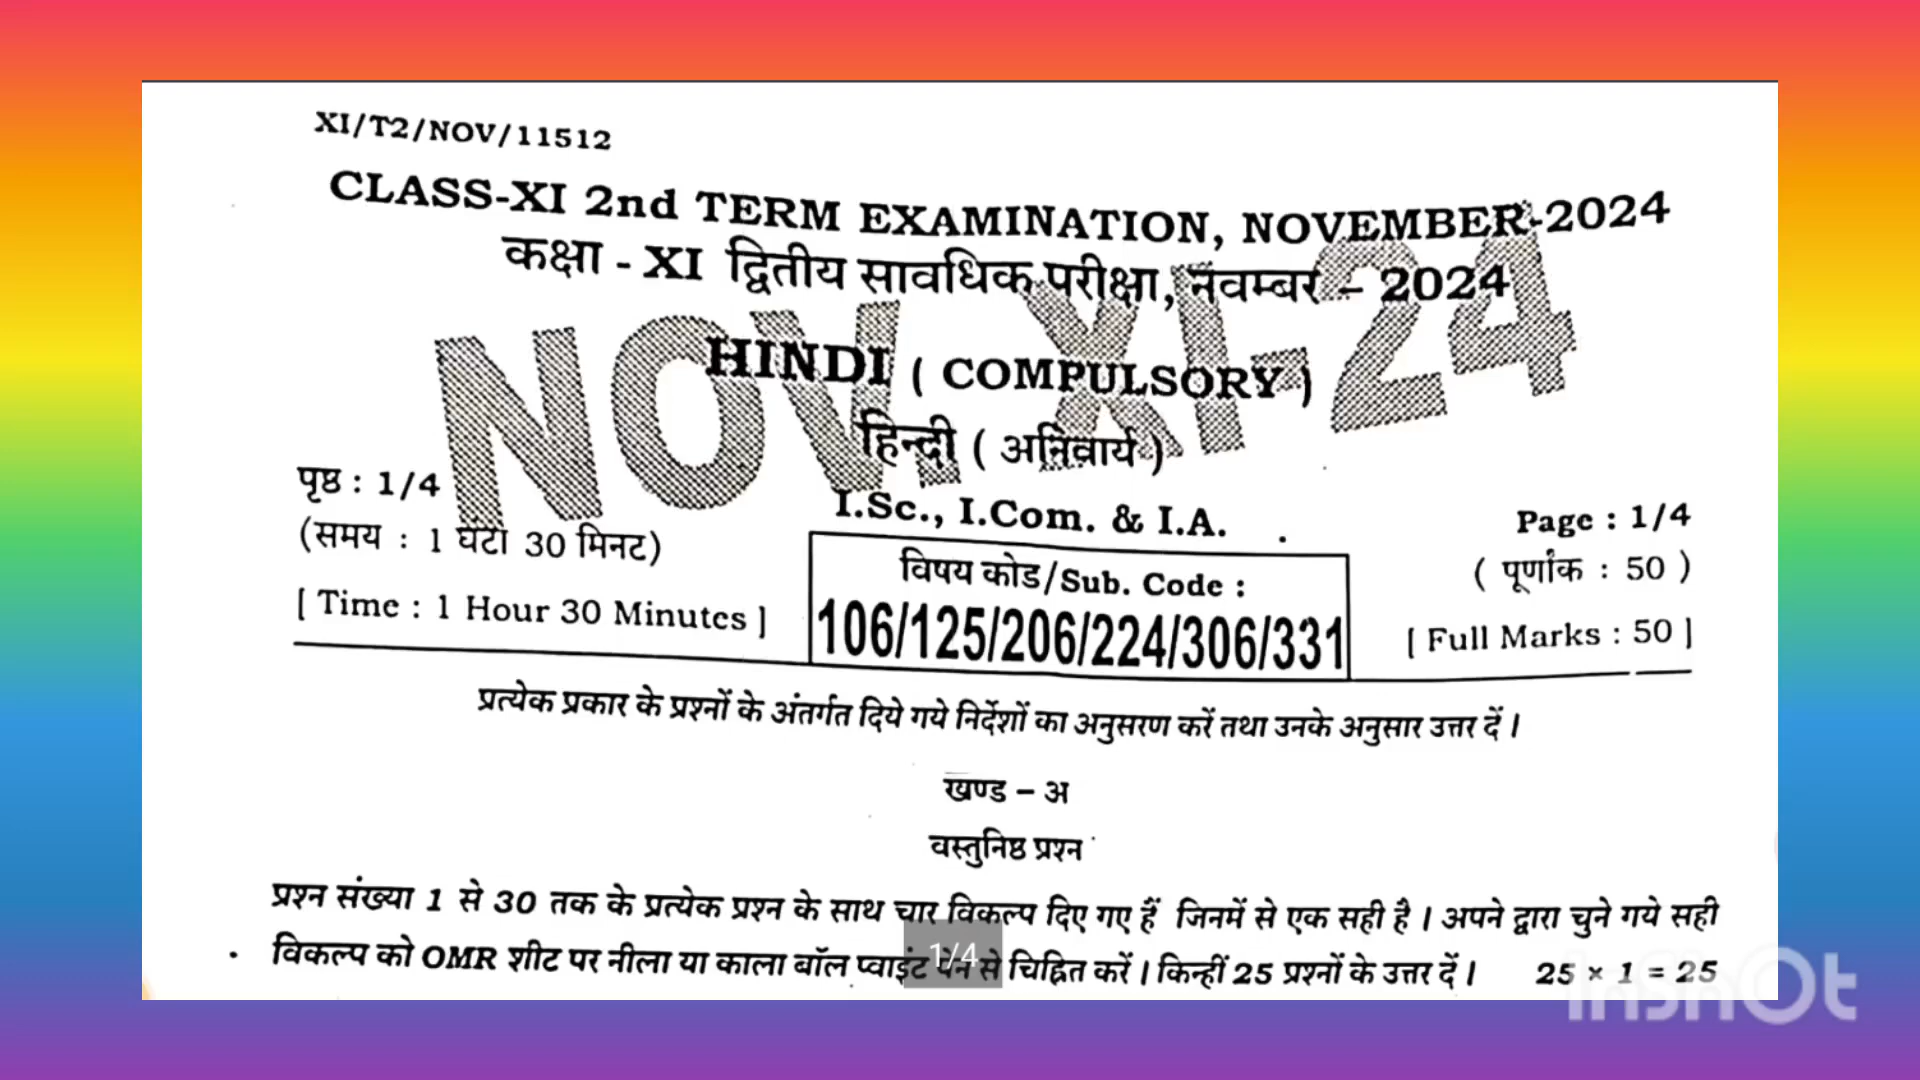 XI/T2/NOV/11512
CLASS-XI 2nd TERM EXAMINATION, NOVEMBER-2024
कक्षा - XI द्वितीय सावधिक परीक्षा, नवम्बर – 2024
NOV. XI-24
HINDI ( COMPULSORY )
हिन्दी ( अनिवार्य )
I.Sc., I.Com. & I.A.
पृष्ठ : 1/4
Page : 1/4
(समय : 1 घंटा 30 मिनट)
( पूर्णांक : 50 )
[ Time : 1 Hour 30 Minutes ]
विषय कोड/Sub. Code :
106/125/206/224/306/331
[ Full Marks : 50 ]
प्रत्येक प्रकार के प्रश्नों के अंतर्गत दिये गये निर्देशों का अनुसरण करें तथा उनके अनुसार उत्तर दें ।
खण्ड – अ
वस्तुनिष्ठ प्रश्न
प्रश्न संख्या 1 से 30 तक के प्रत्येक प्रश्न के साथ चार विकल्प दिए गए हैं जिनमें से एक सही है । अपने द्वारा चुने गये सही
विकल्प को OMR शीट पर नीला या काला बॉल प्वाइंट पेन से चिह्नित करें । किन्हीं 25 प्रश्नों के उत्तर दें । 25 × 1 = 25
1/4
InShOt